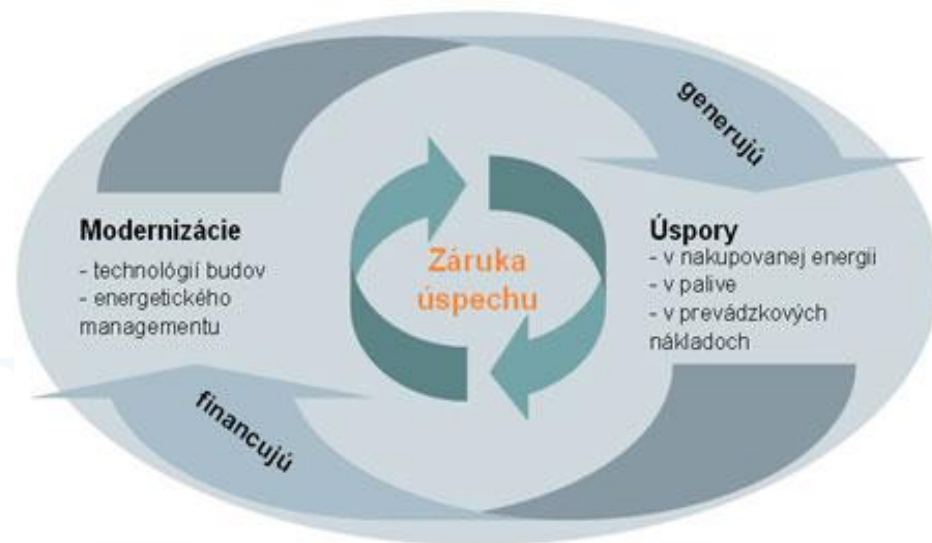 generujú
Modernizácie
- technológií budov
- energetického
managementu
Záruka
úspechu
Úspory
- v nakupovanej energii
- v palive
- v prevádzkových
nákladoch
financujú